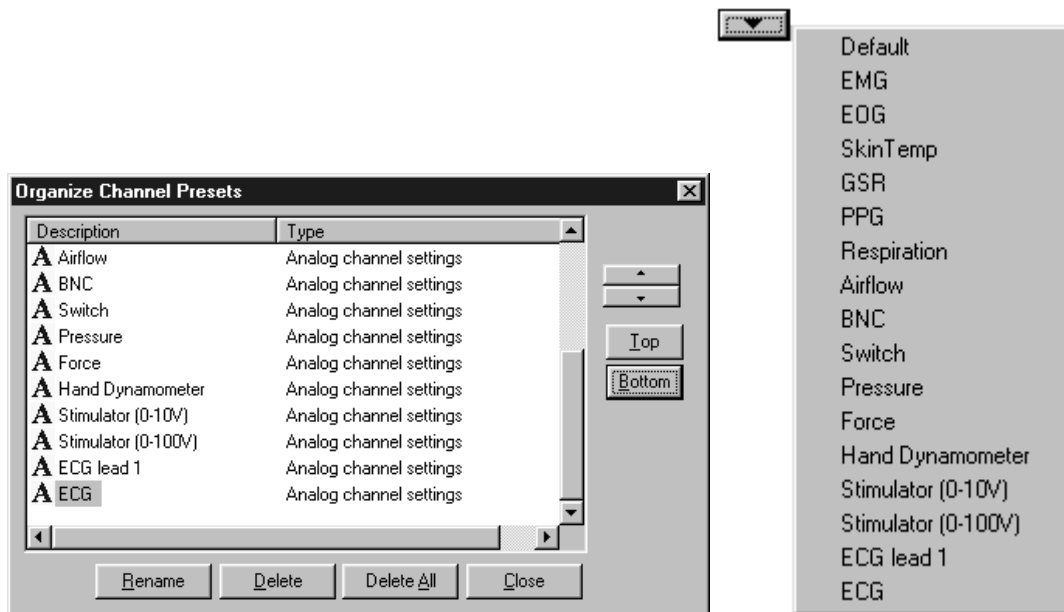 Organize Channel Presets
Description Type
A Airflow Analog channel settings
A BNC Analog channel settings
A Switch Analog channel settings
A Pressure Analog channel settings
A Force Analog channel settings
A Hand Dynamometer Analog channel settings
A Stimulator (0-10V) Analog channel settings
A Stimulator (0-100V) Analog channel settings
A ECG lead 1 Analog channel settings
A ECG Analog channel settings
Top
Bottom
Rename Delete Delete All Close
Default
EMG
EOG
SkinTemp
GSR
PPG
Respiration
Airflow
BNC
Switch
Pressure
Force
Hand Dynamometer
Stimulator (0-10V)
Stimulator (0-100V)
ECG lead 1
ECG